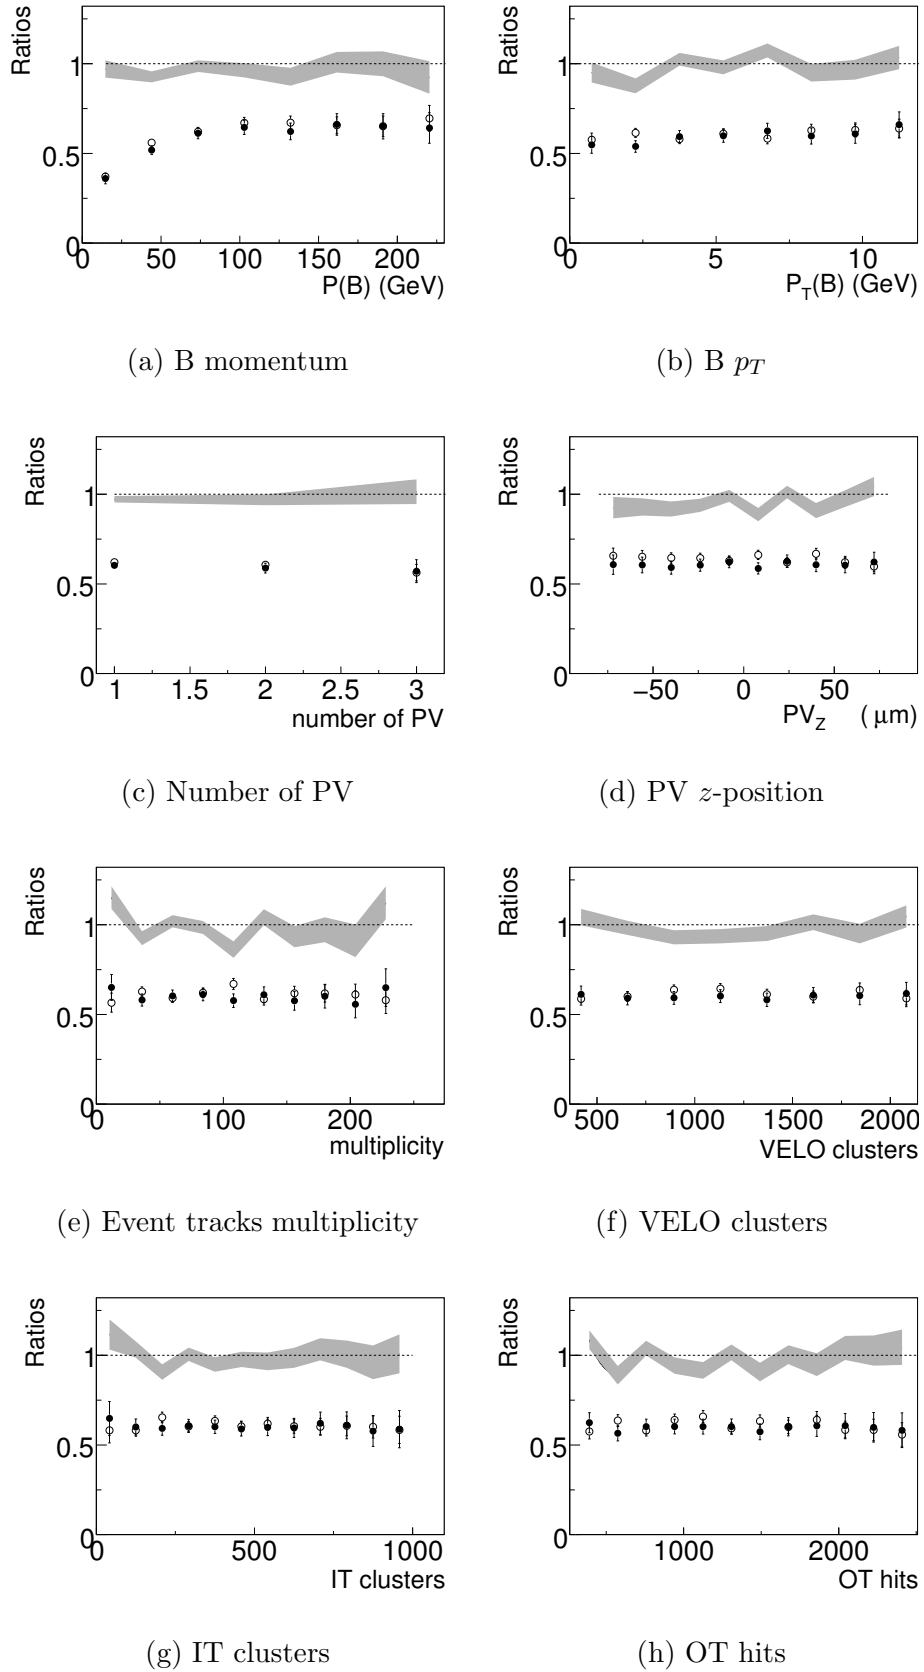 Ratios
1
0.5
0
0 50 100 150 200
P(B) (GeV)
(a) B momentum
Ratios
1
0.5
0
0 5 10
P_T(B) (GeV)
(b) B p_T
Ratios
1
0.5
0
1 1.5 2 2.5 3
number of PV
(c) Number of PV
Ratios
1
0.5
0
−50 0 50
PV_Z ( μm)
(d) PV z-position
Ratios
1
0.5
0
0 100 200
multiplicity
(e) Event tracks multiplicity
Ratios
1
0.5
0
500 1000 1500 2000
VELO clusters
(f) VELO clusters
Ratios
1
0.5
0
0 500 1000
IT clusters
(g) IT clusters
Ratios
1
0.5
0
1000 2000
OT hits
(h) OT hits